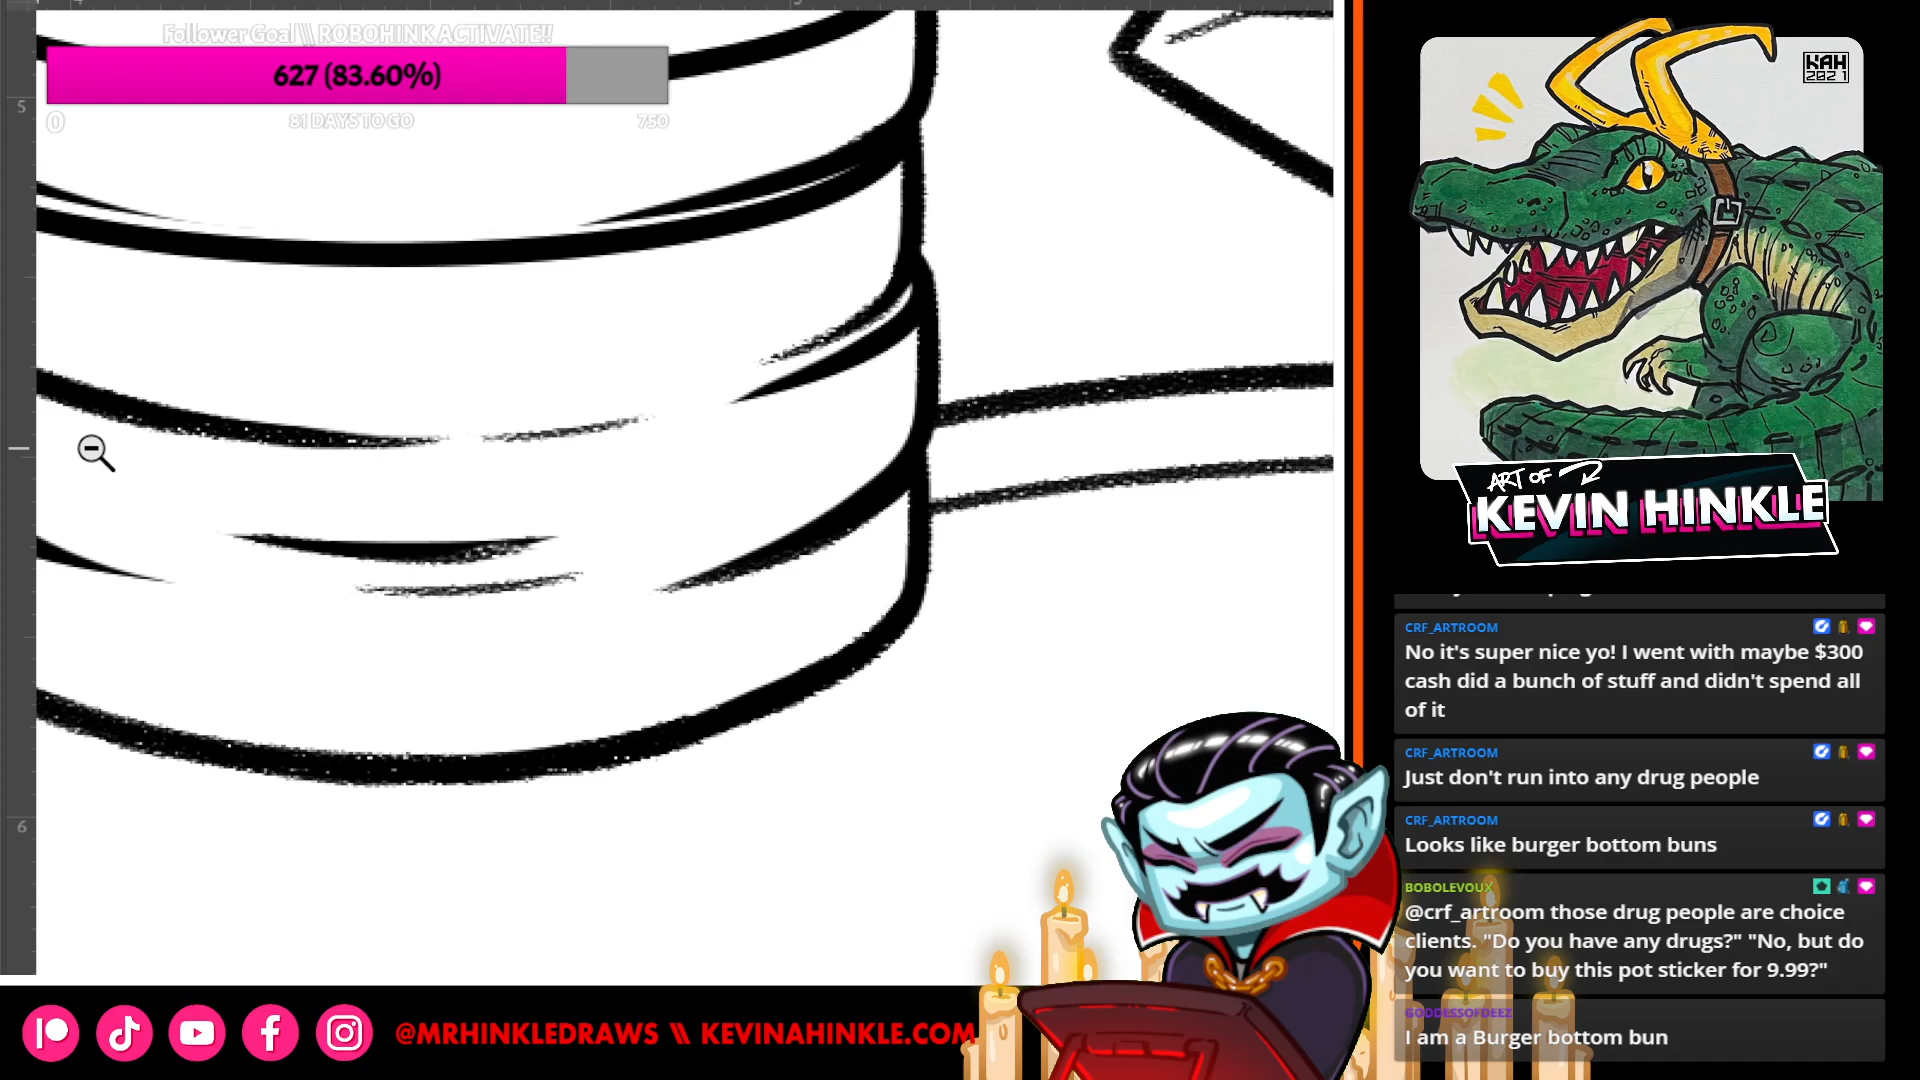 Follower Goal \\ ROBOHINK ACTIVATE!!
627 (83.60%)
0
81 DAYS TO GO
750
5
6
KAH
2021
ART OF
KEVIN HINKLE
CRF_ARTROOM
No it's super nice yo! I went with maybe $300
cash did a bunch of stuff and didn't spend all
of it
CRF_ARTROOM
Just don't run into any drug people
CRF_ARTROOM
Looks like burger bottom buns
BOBOLEVOUX
@crf_artroom those drug people are choice
clients. "Do you have any drugs?" "No, but do
you want to buy this pot sticker for 9.99?"
GODDESSOFDEEZ
I am a Burger bottom bun
@MRHINKLEDRAWS \\ KEVINAHINKLE.COM